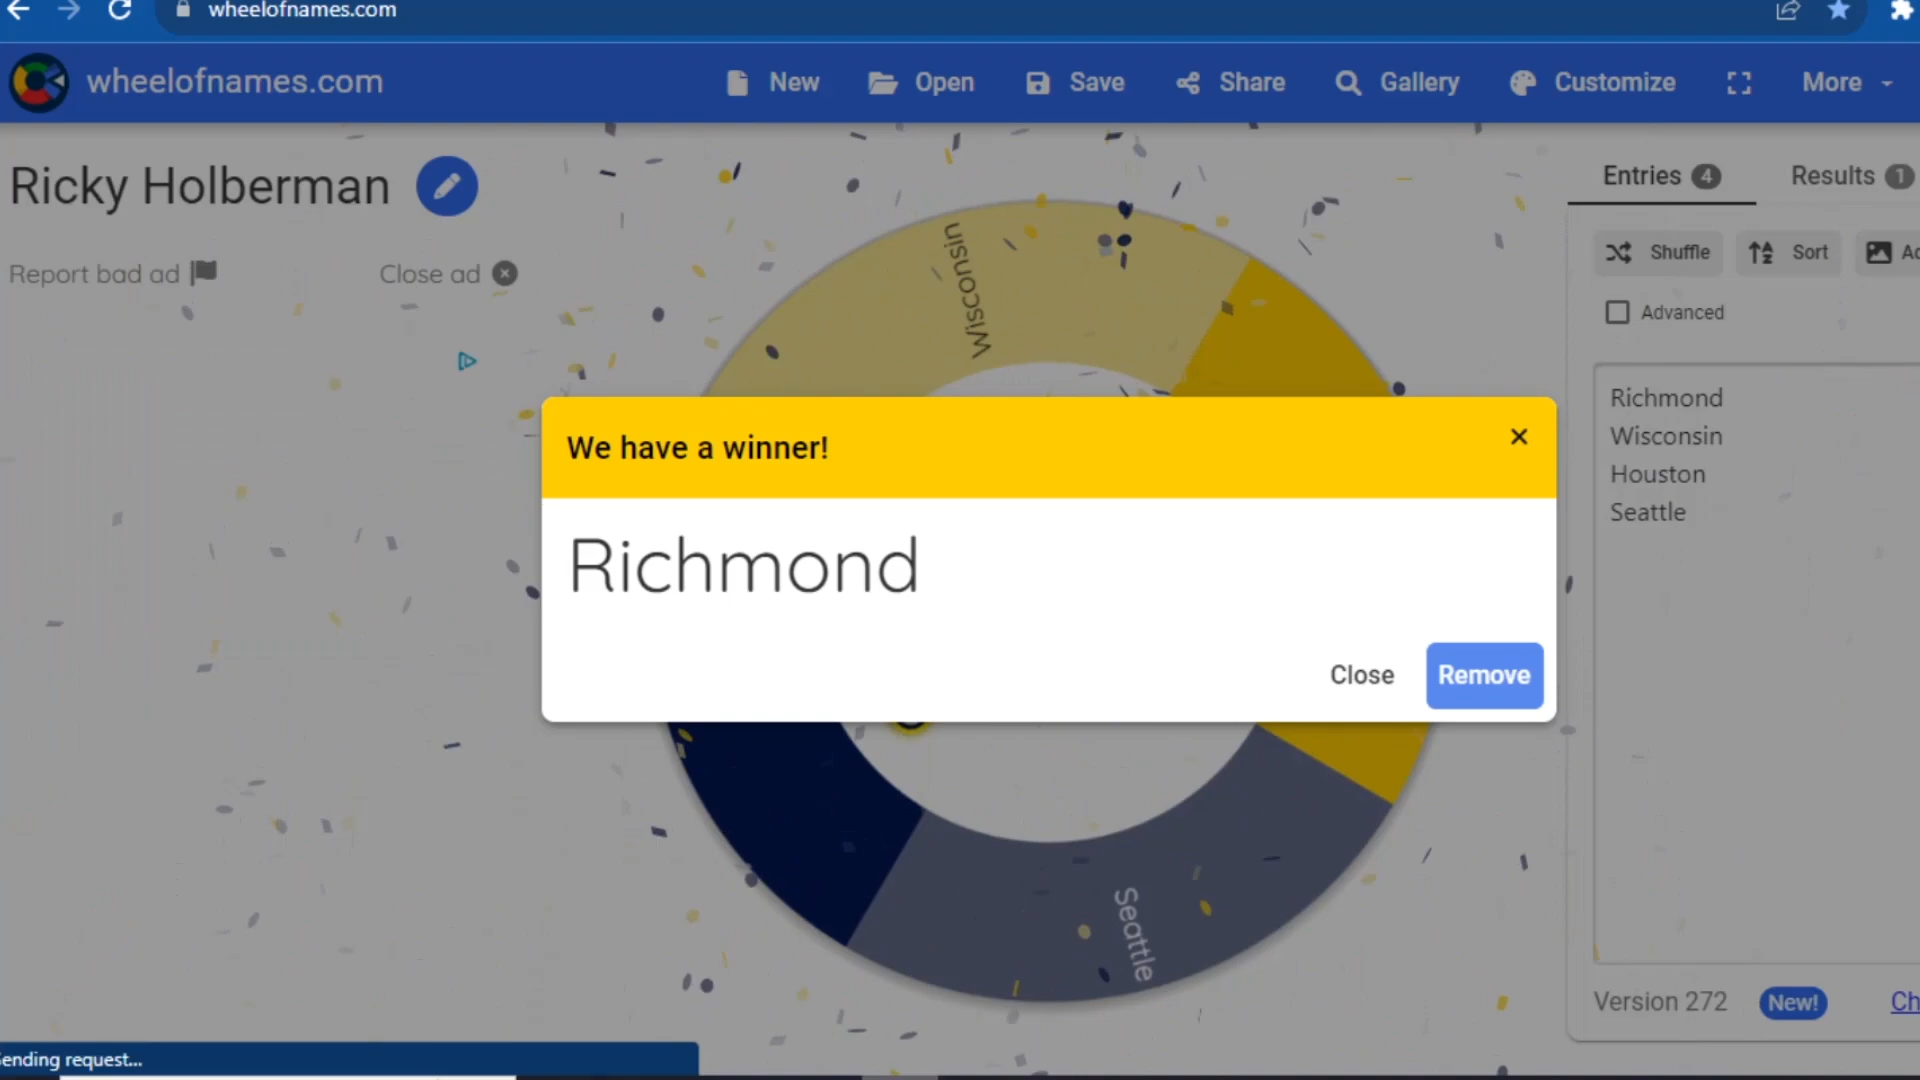 wheelofnames.com
wheelofnames.com
New
Open
Save
Share
Gallery
Customize
More
Ricky Holberman
Report bad ad
Close ad
Entries 4
Results 1
Shuffle
Sort
Advanced
Richmond
Wisconsin
Houston
Seattle
Wisconsin
We have a winner!
Richmond
Close
Remove
Seattle
Version 272
New!
ending request...